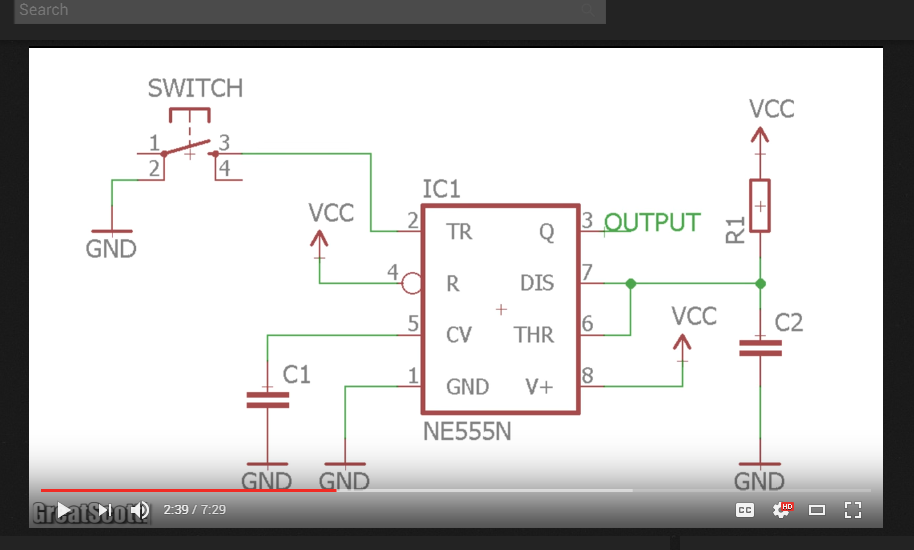 Search
SWITCH
VCC
1 3
2 4
IC1
VCC
2 TR Q 3 OUTPUT
R1
GND
4 R DIS 7
5 CV THR 6
VCC
C2
C1
1 GND V+ 8
NE555N
GND GND GND
GreatScott
2:39 / 7:29
CC
HD